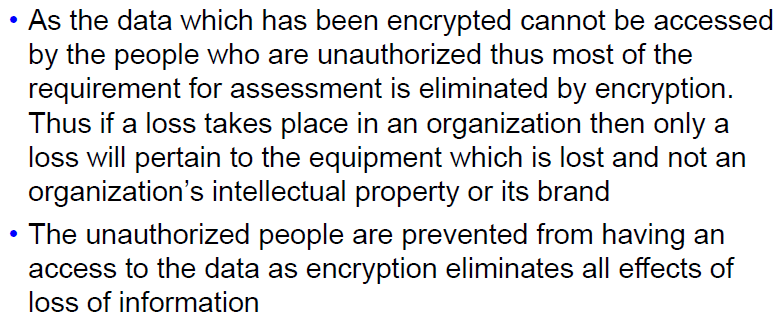 • As the data which has been encrypted cannot be accessed
by the people who are unauthorized thus most of the
requirement for assessment is eliminated by encryption.
Thus if a loss takes place in an organization then only a
loss will pertain to the equipment which is lost and not an
organization’s intellectual property or its brand
• The unauthorized people are prevented from having an
access to the data as encryption eliminates all effects of
loss of information